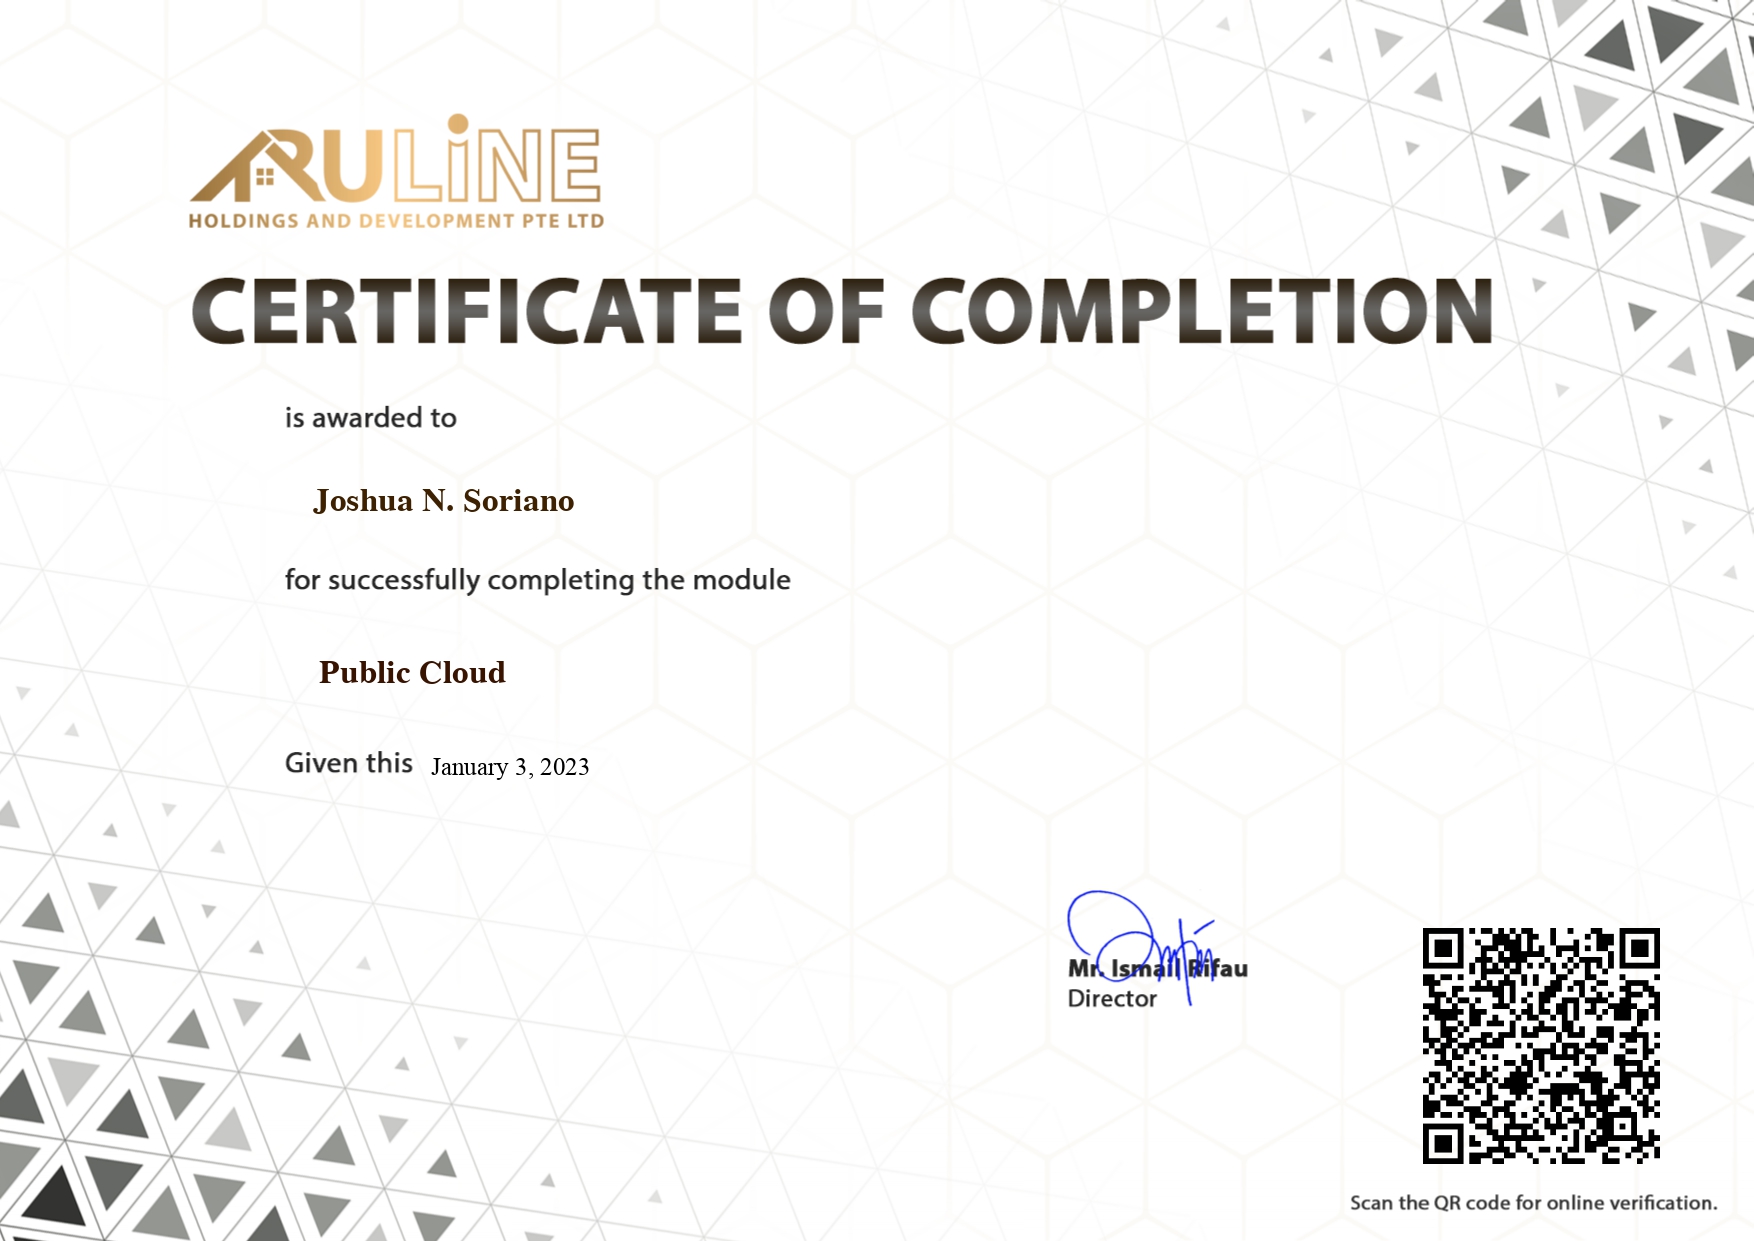 RULiNE
HOLDINGS AND DEVELOPMENT PTE LTD
CERTIFICATE OF COMPLETION
is awarded to
Joshua N. Soriano
for successfully completing the module
Public Cloud
Given this January 3, 2023
Mr. Ismail Rifau
Director
Scan the QR code for online verification.